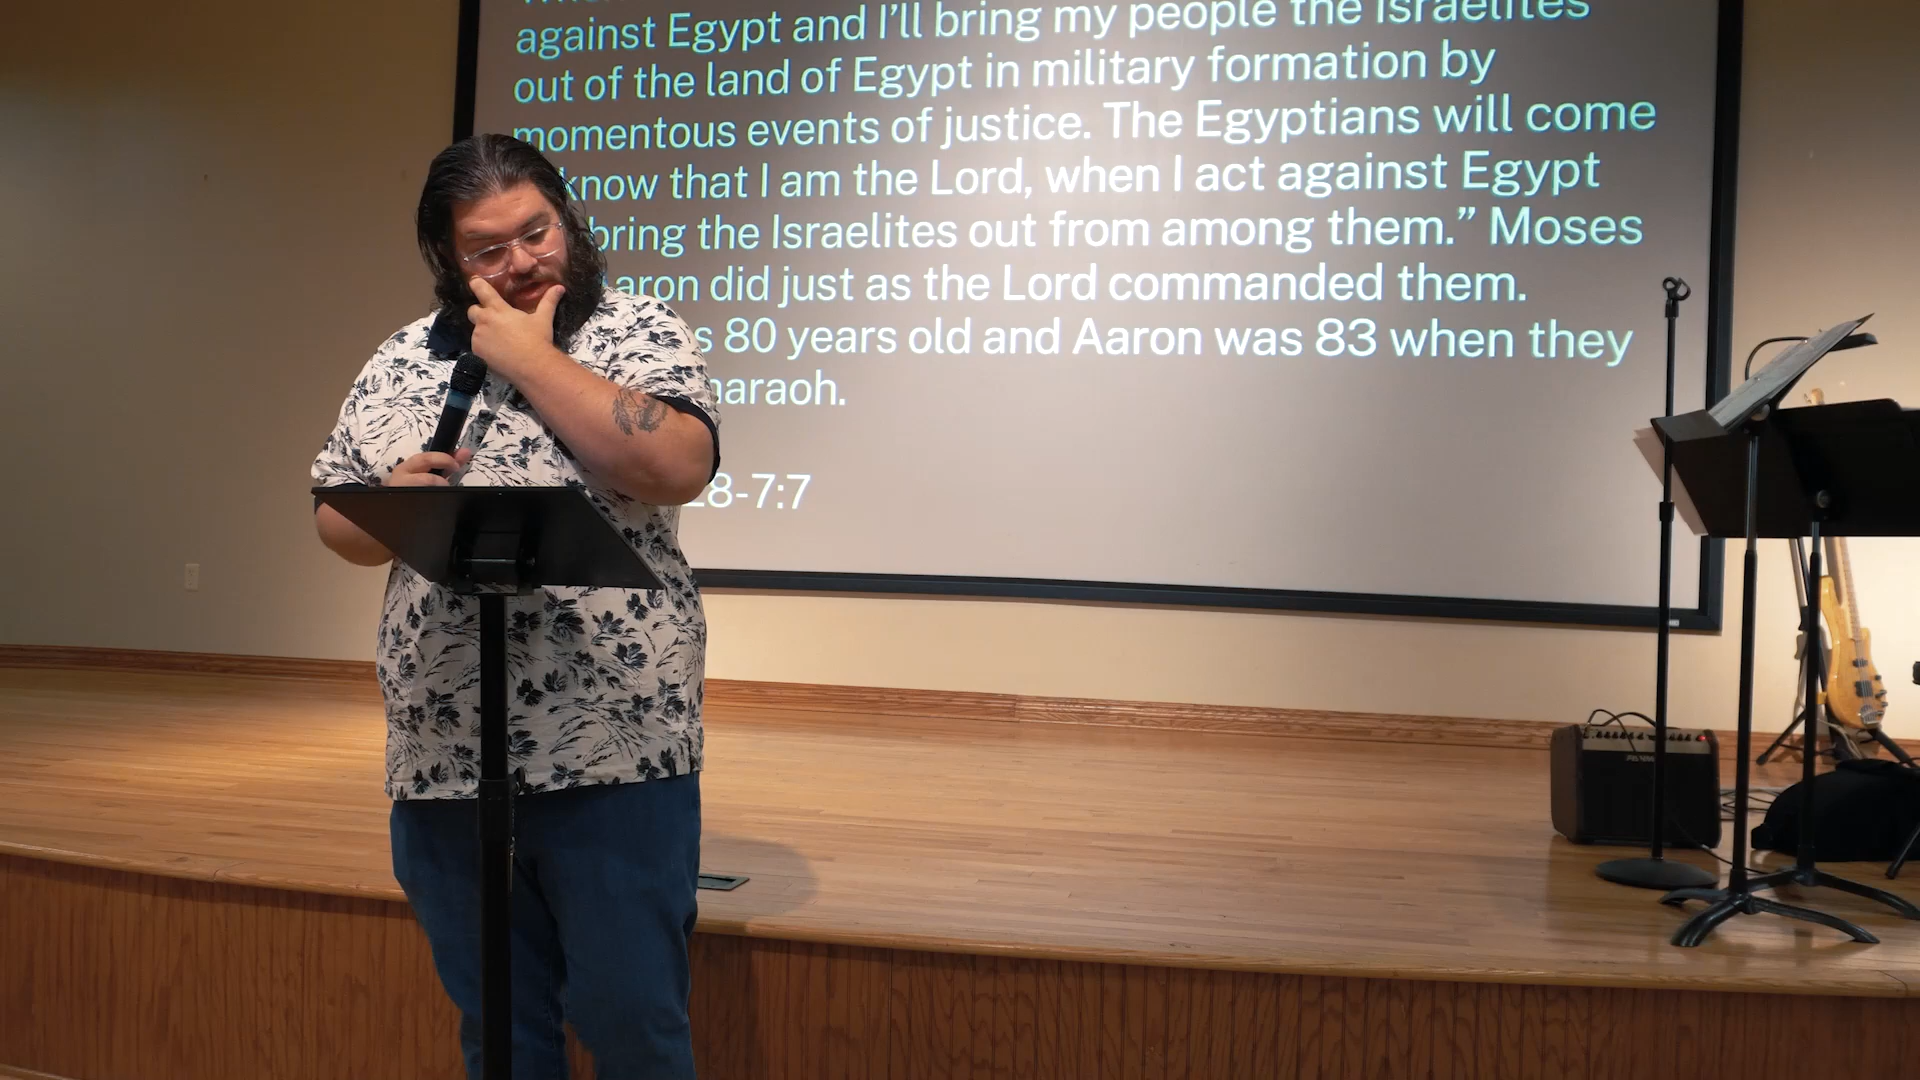 against Egypt and I'll bring my people the Israelites
out of the land of Egypt in military formation by
momentous events of justice. The Egyptians will come
know that I am the Lord, when I act against Egypt
bring the Israelites out from among them.” Moses
did just as the Lord commanded them.
80 years old and Aaron was 83 when they
28-7:7